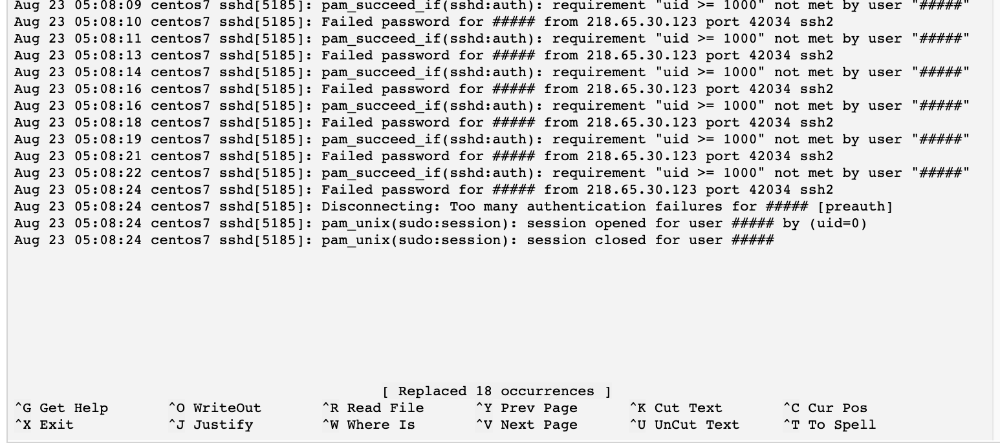 Aug 23 05:08:09 centos7 sshd[5185]: pam_succeed_if(sshd:auth): requirement "uid >= 1000" not met by user "#####"
Aug 23 05:08:10 centos7 sshd[5185]: Failed password for ##### from 218.65.30.123 port 42034 ssh2
Aug 23 05:08:11 centos7 sshd[5185]: pam_succeed_if(sshd:auth): requirement "uid >= 1000" not met by user "#####"
Aug 23 05:08:13 centos7 sshd[5185]: Failed password for ##### from 218.65.30.123 port 42034 ssh2
Aug 23 05:08:14 centos7 sshd[5185]: pam_succeed_if(sshd:auth): requirement "uid >= 1000" not met by user "#####"
Aug 23 05:08:16 centos7 sshd[5185]: Failed password for ##### from 218.65.30.123 port 42034 ssh2
Aug 23 05:08:16 centos7 sshd[5185]: pam_succeed_if(sshd:auth): requirement "uid >= 1000" not met by user "#####"
Aug 23 05:08:18 centos7 sshd[5185]: Failed password for ##### from 218.65.30.123 port 42034 ssh2
Aug 23 05:08:19 centos7 sshd[5185]: pam_succeed_if(sshd:auth): requirement "uid >= 1000" not met by user "#####"
Aug 23 05:08:21 centos7 sshd[5185]: Failed password for ##### from 218.65.30.123 port 42034 ssh2
Aug 23 05:08:22 centos7 sshd[5185]: pam_succeed_if(sshd:auth): requirement "uid >= 1000" not met by user "#####"
Aug 23 05:08:24 centos7 sshd[5185]: Failed password for ##### from 218.65.30.123 port 42034 ssh2
Aug 23 05:08:24 centos7 sshd[5185]: Disconnecting: Too many authentication failures for ##### [preauth]
Aug 23 05:08:24 centos7 sshd[5185]: pam_unix(sudo:session): session opened for user ##### by (uid=0)
Aug 23 05:08:24 centos7 sshd[5185]: pam_unix(sudo:session): session closed for user #####
[ Replaced 18 occurrences ]
^G Get Help ^O WriteOut ^R Read File ^Y Prev Page ^K Cut Text ^C Cur Pos
^X Exit ^J Justify ^W Where Is ^V Next Page ^U UnCut Text ^T To Spell